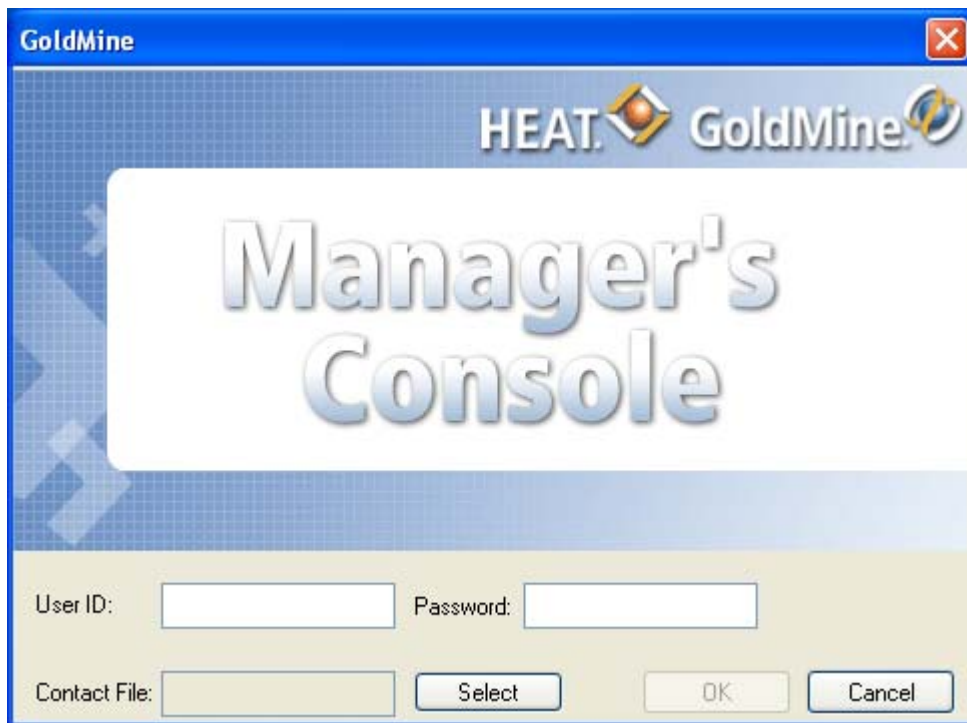 GoldMine
HEAT. GoldMine.
Manager's
Console
User ID: Password:
Contact File: Select OK Cancel